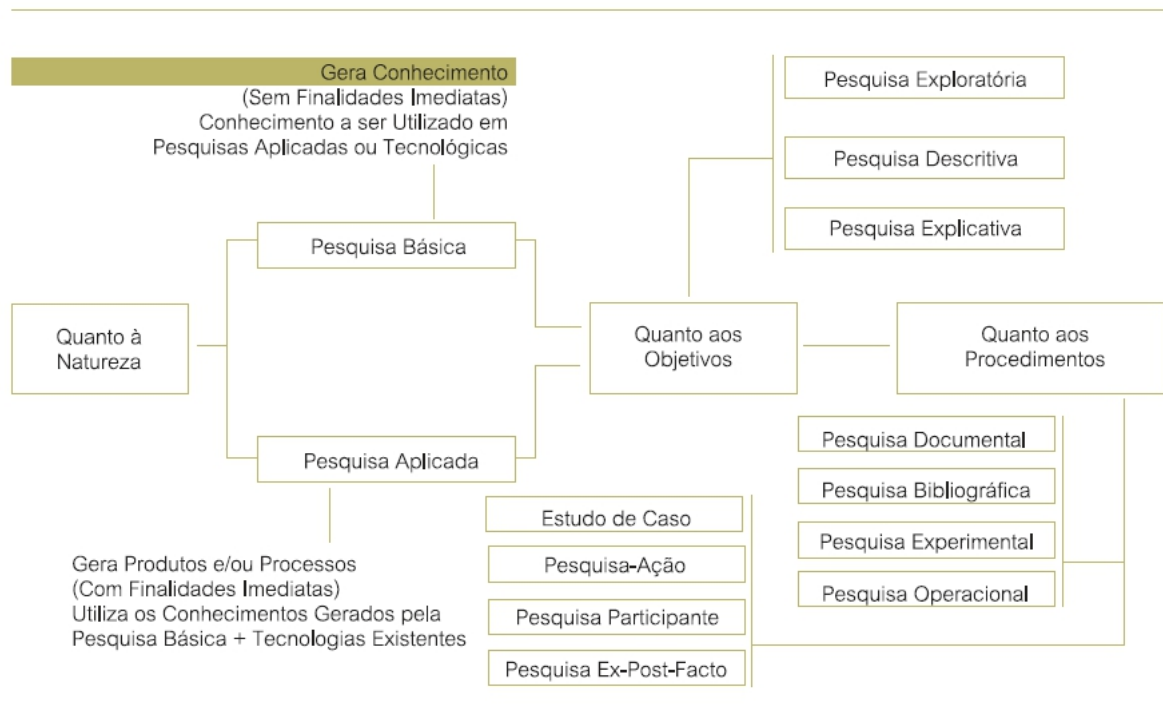 Gera Conhecimento
(Sem Finalidades Imediatas)
Conhecimento a ser Utilizado em
Pesquisas Aplicadas ou Tecnológicas
Pesquisa Básica
Quanto à
Natureza
Pesquisa Aplicada
Gera Produtos e/ou Processos
(Com Finalidades Imediatas)
Utiliza os Conhecimentos Gerados pela
Pesquisa Básica + Tecnologias Existentes
Quanto aos
Objetivos
Pesquisa Exploratória
Pesquisa Descritiva
Pesquisa Explicativa
Quanto aos
Procedimentos
Pesquisa Documental
Pesquisa Bibliográfica
Pesquisa Experimental
Pesquisa Operacional
Estudo de Caso
Pesquisa-Ação
Pesquisa Participante
Pesquisa Ex-Post-Facto